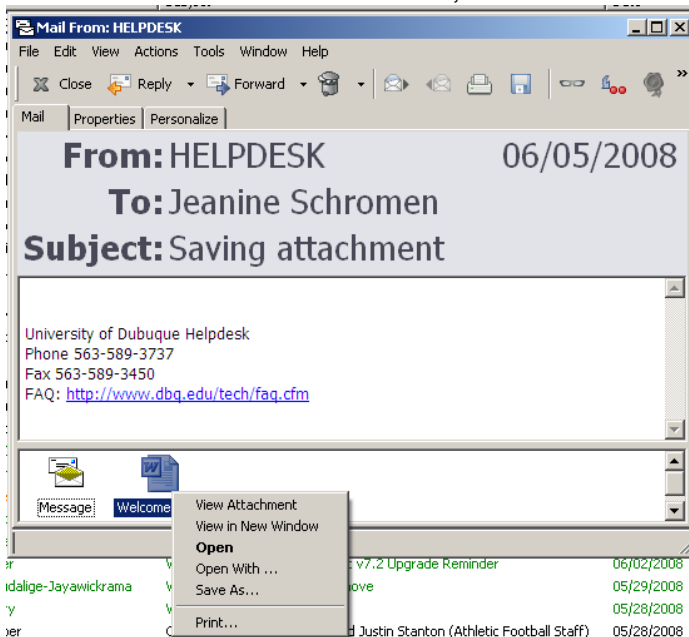 Mail From: HELPDESK
File Edit View Actions Tools Window Help
Close Reply Forward
Mail Properties Personalize
From: HELPDESK 06/05/2008
To: Jeanine Schromen
Subject: Saving attachment
University of Dubuque Helpdesk
Phone 563-589-3737
Fax 563-589-3450
FAQ: http://www.dbq.edu/tech/faq.cfm
Message Welcome
View Attachment
View in New Window
Open
Open With ...
Save As...
Print...
v7.2 Upgrade Reminder 06/02/2008
dalige-Jayawickrama 05/29/2008
05/28/2008
Justin Stanton (Athletic Football Staff) 05/28/2008